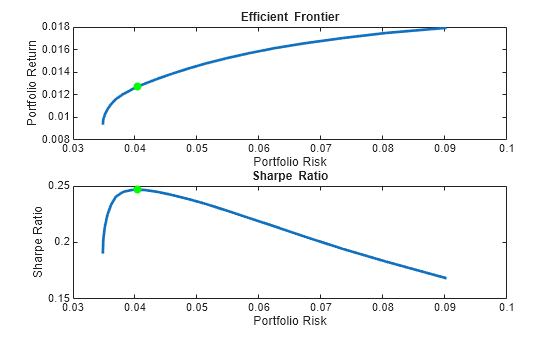 Efficient Frontier
0.018
0.016
0.014
0.012
0.01
0.008
Portfolio Return
0.03 0.04 0.05 0.06 0.07 0.08 0.09 0.1
Portfolio Risk
Sharpe Ratio
0.25
0.2
0.15
Sharpe Ratio
0.03 0.04 0.05 0.06 0.07 0.08 0.09 0.1
Portfolio Risk